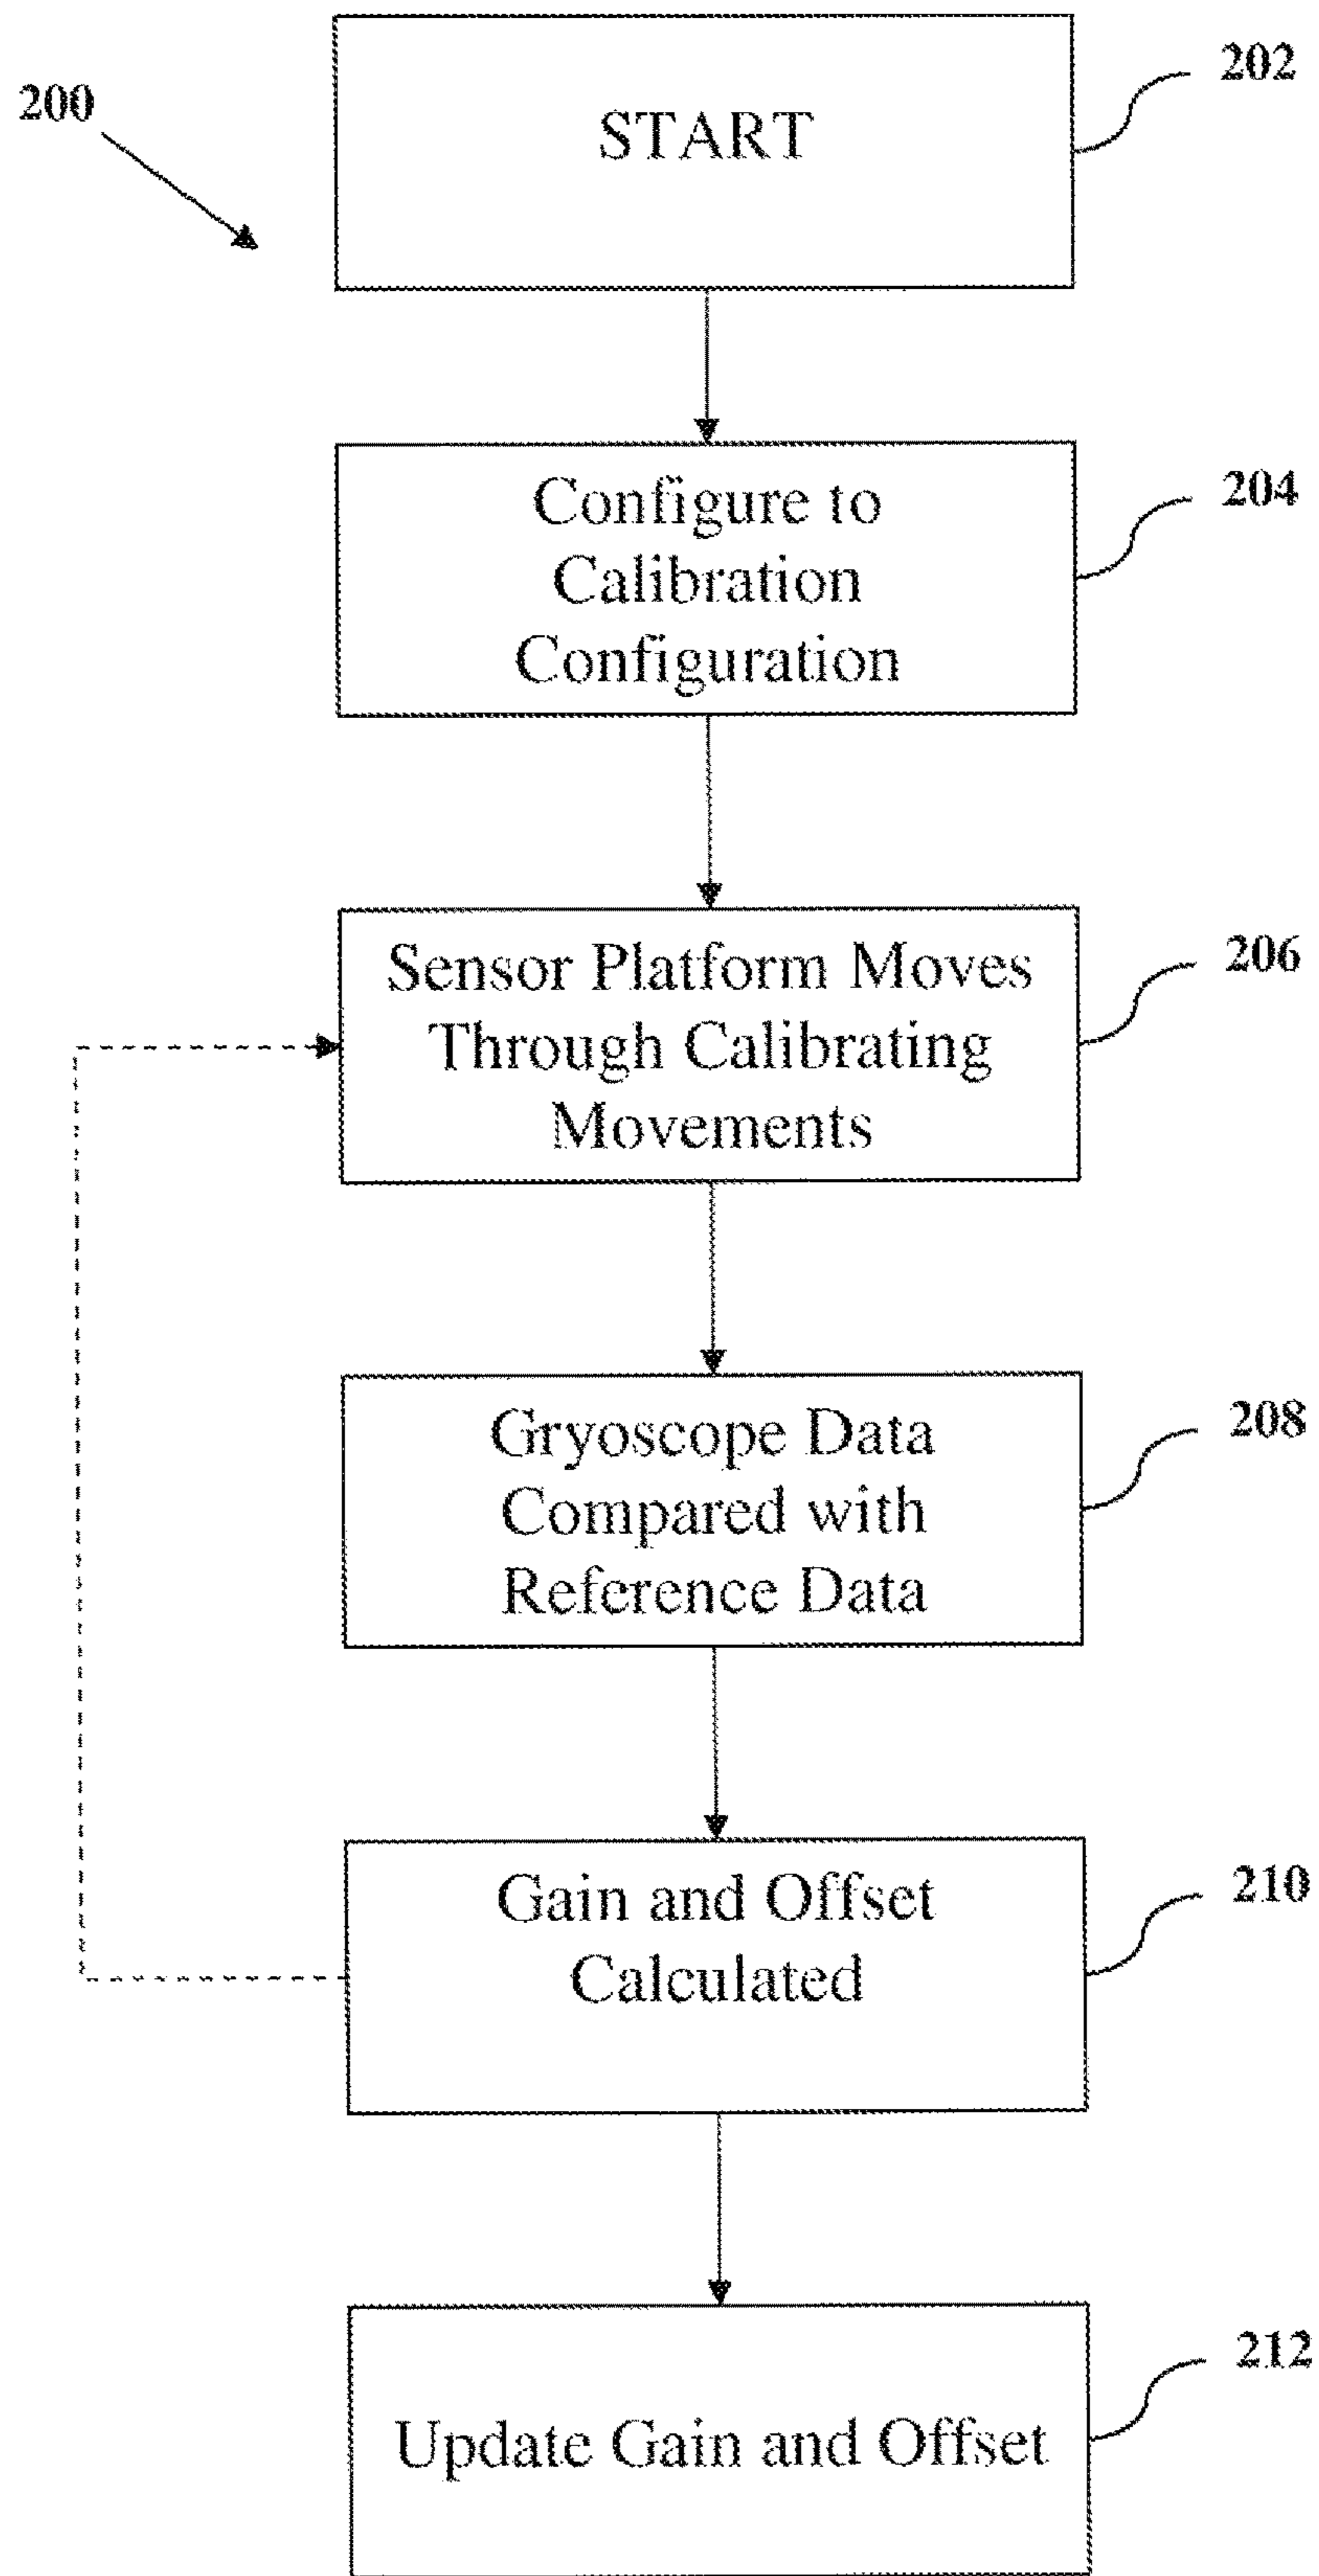 200
START
202
Configure to
Calibration
Configuration
204
Sensor Platform Moves
Through Calibrating
Movements
206
Gryoscope Data
Compared with
Reference Data
208
Gain and Offset
Calculated
210
Update Gain and Offset
212